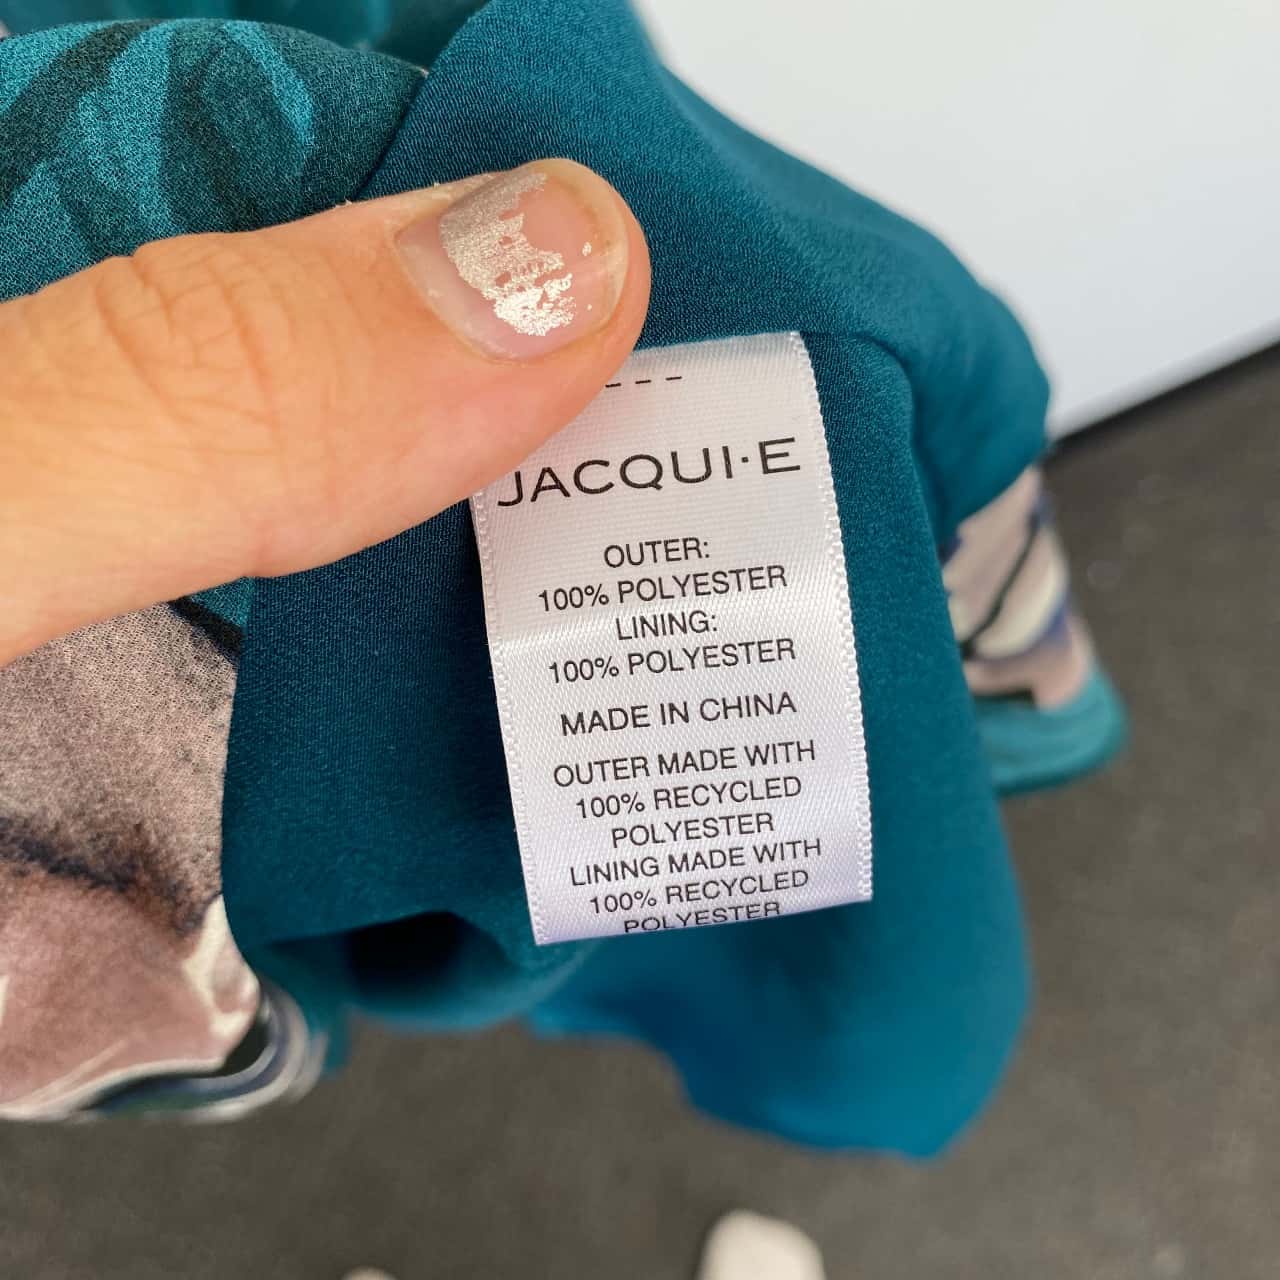 JACQUI·E
OUTER:
100% POLYESTER
LINING:
100% POLYESTER
MADE IN CHINA
OUTER MADE WITH
100% RECYCLED
POLYESTER
LINING MADE WITH
100% RECYCLED
POLYESTER